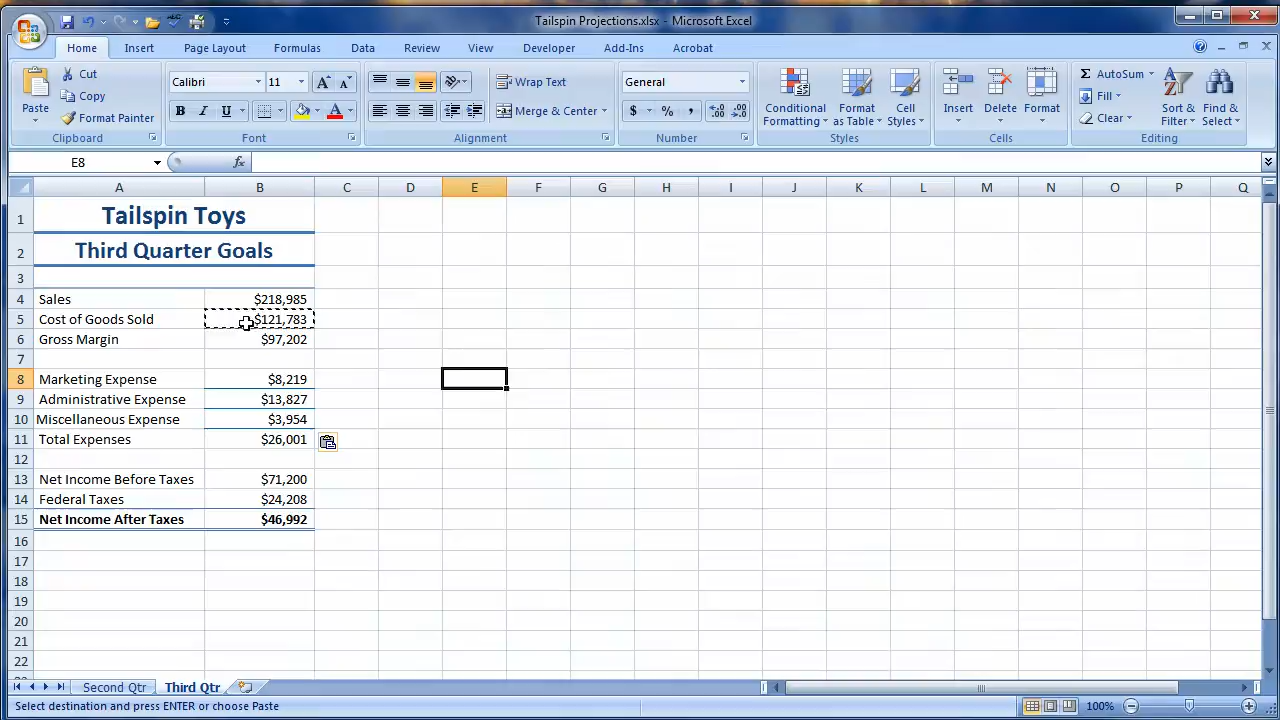 Tailspin Projections.xlsx - Microsoft Excel
Home Insert Page Layout Formulas Data Review View Developer Add-Ins Acrobat
Paste
Cut
Copy
Format Painter
Clipboard
Calibri 11
B I U
Font
Wrap Text
Merge & Center
Alignment
General
$ % ,
Number
Conditional Formatting
Format as Table
Cell Styles
Styles
Insert Delete Format
Cells
Σ AutoSum
Fill
Clear
Sort & Filter
Find & Select
Editing
E8 fx
A B C D E F G H I J K L M N O P Q
1 Tailspin Toys
2 Third Quarter Goals
3
4 Sales $218,985
5 Cost of Goods Sold $121,783
6 Gross Margin $97,202
7
8 Marketing Expense $8,219
9 Administrative Expense $13,827
10 Miscellaneous Expense $3,954
11 Total Expenses $26,001
12
13 Net Income Before Taxes $71,200
14 Federal Taxes $24,208
15 Net Income After Taxes $46,992
16
17
18
19
20
21
22
Second Qtr Third Qtr
Select destination and press ENTER or choose Paste 100%